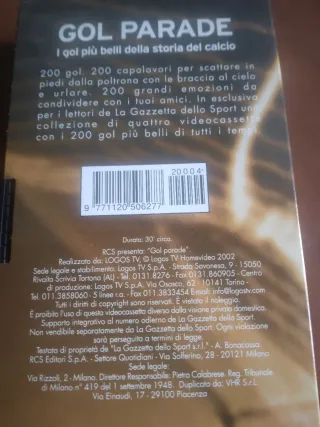 GOL PARADE
I gol più belli della storia del calcio
200 gol. 200 capolavori per scattare in
piedi dalla poltrona con le braccia al cielo
e urlare. 200 grandi emozioni da
condividere con i tuoi amici. In esclusiva
per i lettori de La Gazzetta dello Sport una
collezione di quattro videocassette
con i 200 gol più belli di tutti i tempi.
20004
9 771120 506277
Durata: 30' circa.
RCS presenta: "Gol parade".
Realizzato da: LOGOS TV, © Logos TV Homevideo 2002
Sede legale e stabilimento: Logos TV S.p.A. - Strada Savonesa, 9 - 15050
Rivalta Scrivia Tortona (AL) - Tel. 0131.8276 - Fax 0131.860905 - Centro
di produzione: Logos TV S.p.A, Via Ososco, 62 - 10141 Torino -
Tel. 011.3858060 - 5 linee r.a. - Fax 011.3833454 E-mail info@logostv.com
Tutti i diritti di copyright sono riservati. È vietato il noleggio.
È proibito l'uso di questa videocassetta diverso dalla visione privata domestica.
Supporto integrativo al numero odierno de La Gazzetta dello Sport.
Non vendibile separatamente da La Gazzetta dello Sport. Ogni violazione
sarà perseguita a termini di legge.
Testata di proprietà de "La Gazzetta dello Sport s.r.l." - A. Bonacossa.
RCS Editori S.p.A. - Settore Quotidiani - Via Solferino, 28 - 20121 Milano
Sede legale:
Via Rizzoli, 2 - Milano. Direttore Responsabile: Pietro Calabrese. Reg. Tribunale
di Milano n° 419 del 1 settembre 1948. Duplicato da: VHR S.r.l.
Via Einaudi, 17 - 29100 Piacenza